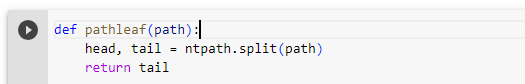 def pathleaf(path):
    head, tail = ntpath.split(path)
    return tail